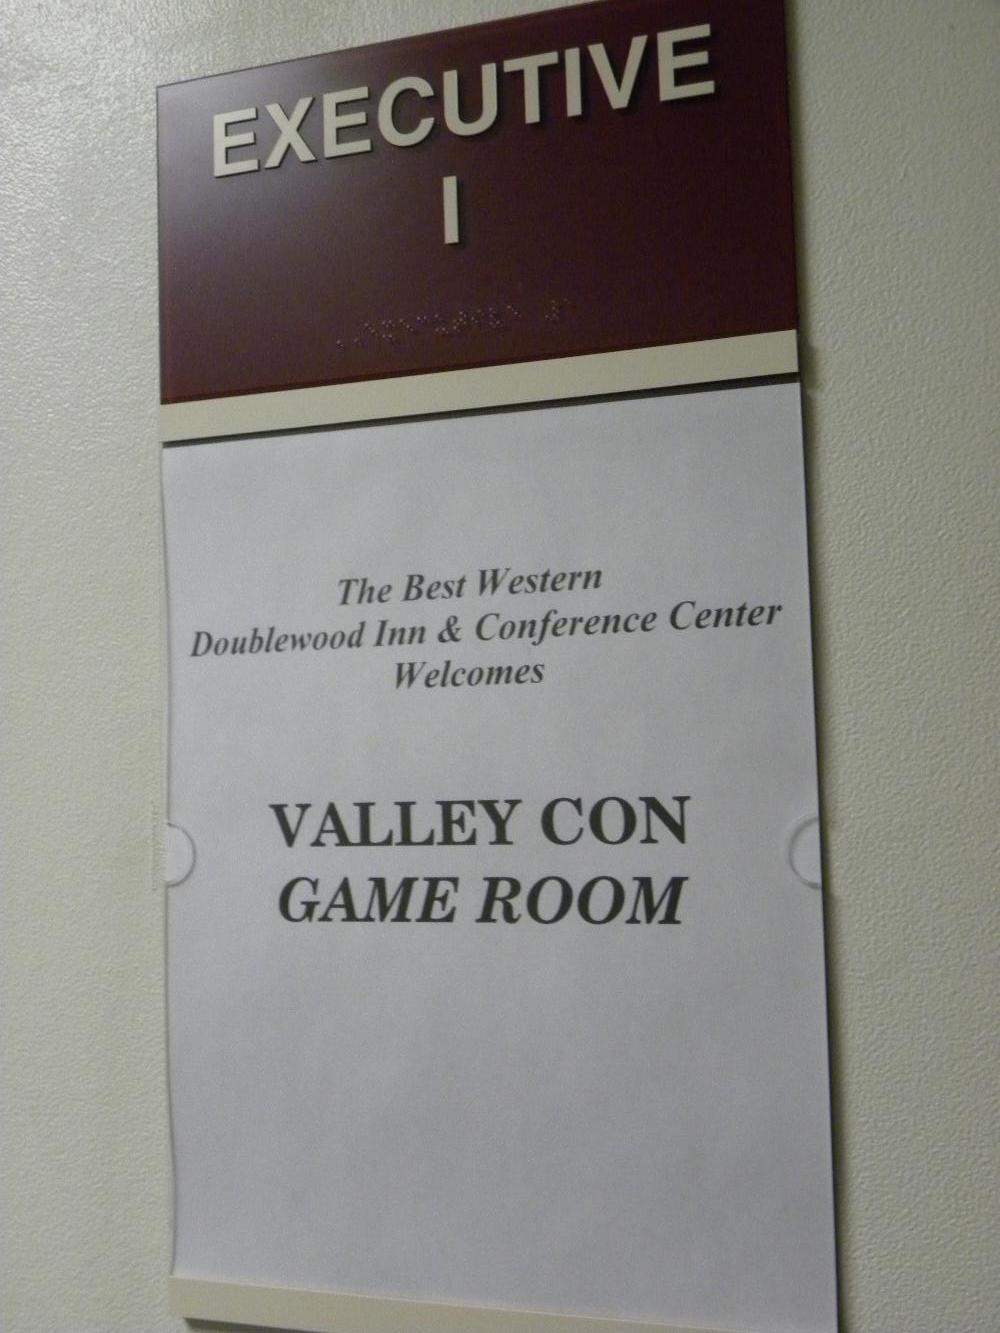 EXECUTIVE
I
The Best Western
Doublewood Inn & Conference Center
Welcomes
VALLEY CON
GAME ROOM